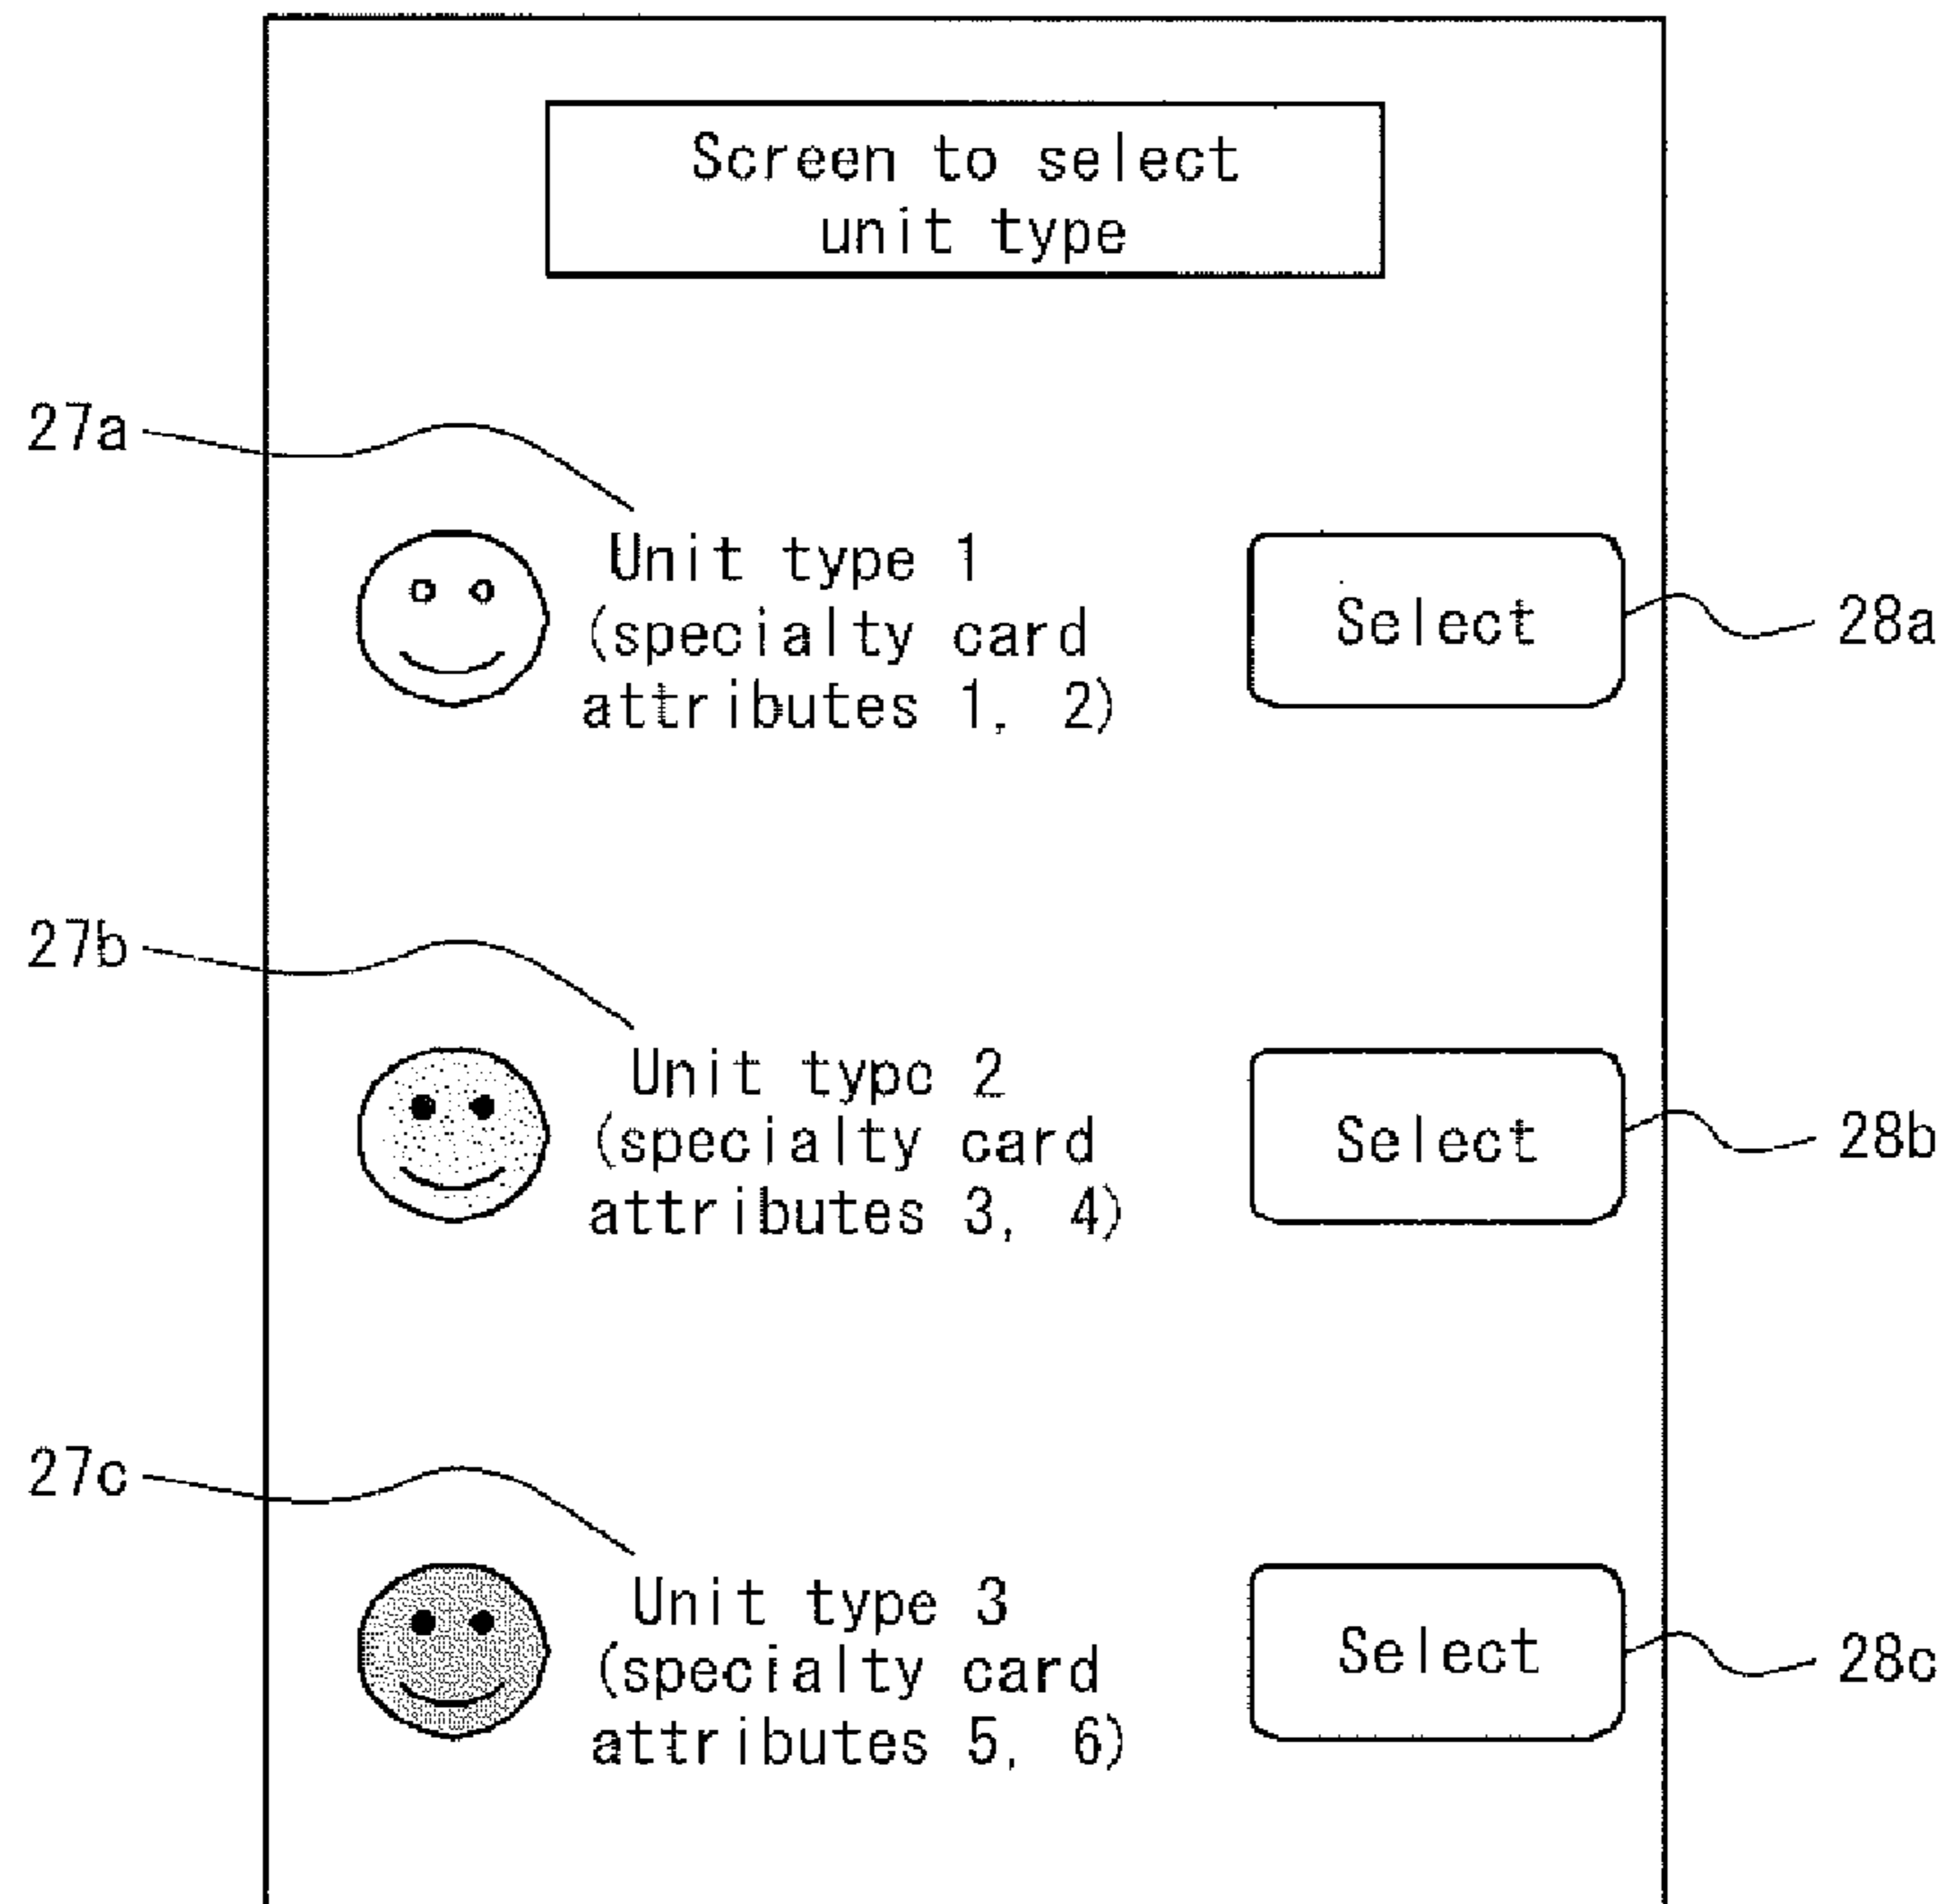 Screen to select
unit type
27a
Unit type 1
(specialty card
attributes 1, 2)
Select
28a
27b
Unit type 2
(specialty card
attributes 3, 4)
Select
28b
27c
Unit type 3
(specialty card
attributes 5, 6)
Select
28c